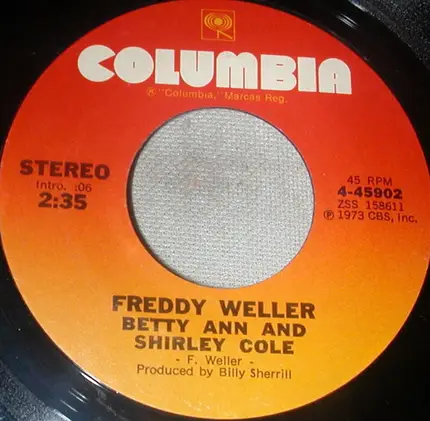 COLUMBIA
® "Columbia," Marcas Reg.
STEREO
Intro. :06
2:35
45 RPM
4-45902
ZSS 158611
℗ 1973 CBS, Inc.
FREDDY WELLER
BETTY ANN AND
SHIRLEY COLE
- F. Weller -
Produced by Billy Sherrill